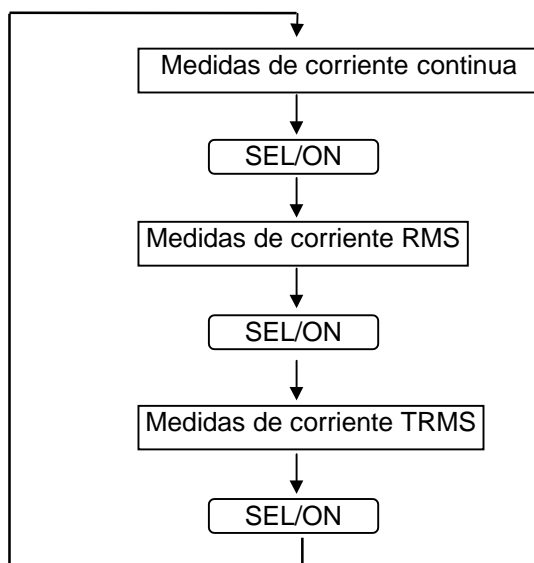 Medidas de corriente continua
SEL/ON
Medidas de corriente RMS
SEL/ON
Medidas de corriente TRMS
SEL/ON